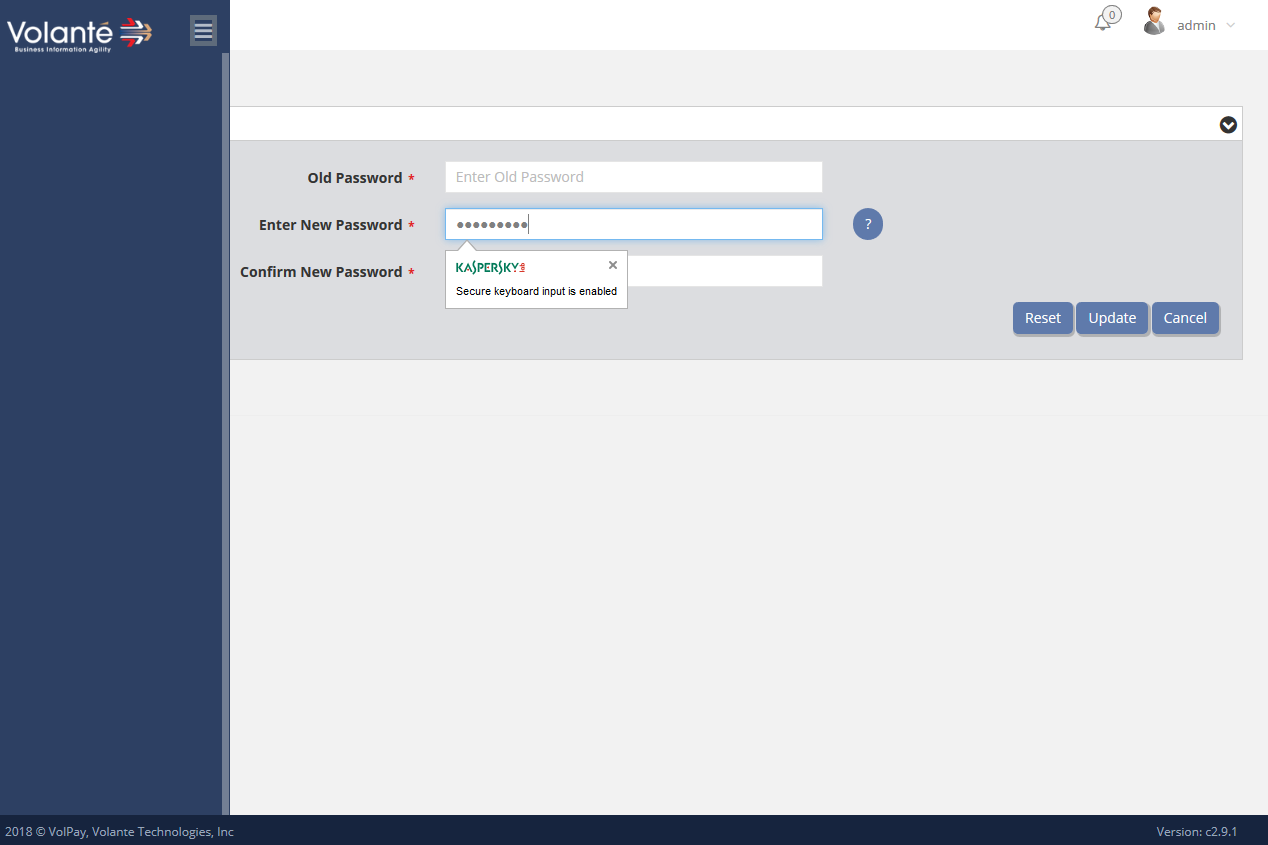 Volanté
Business Information Agility
0
admin
Old Password *
Enter Old Password
Enter New Password *
?
KASPERSKY
Secure keyboard input is enabled
Confirm New Password *
Reset
Update
Cancel
2018 © VolPay, Volante Technologies, Inc
Version: c2.9.1